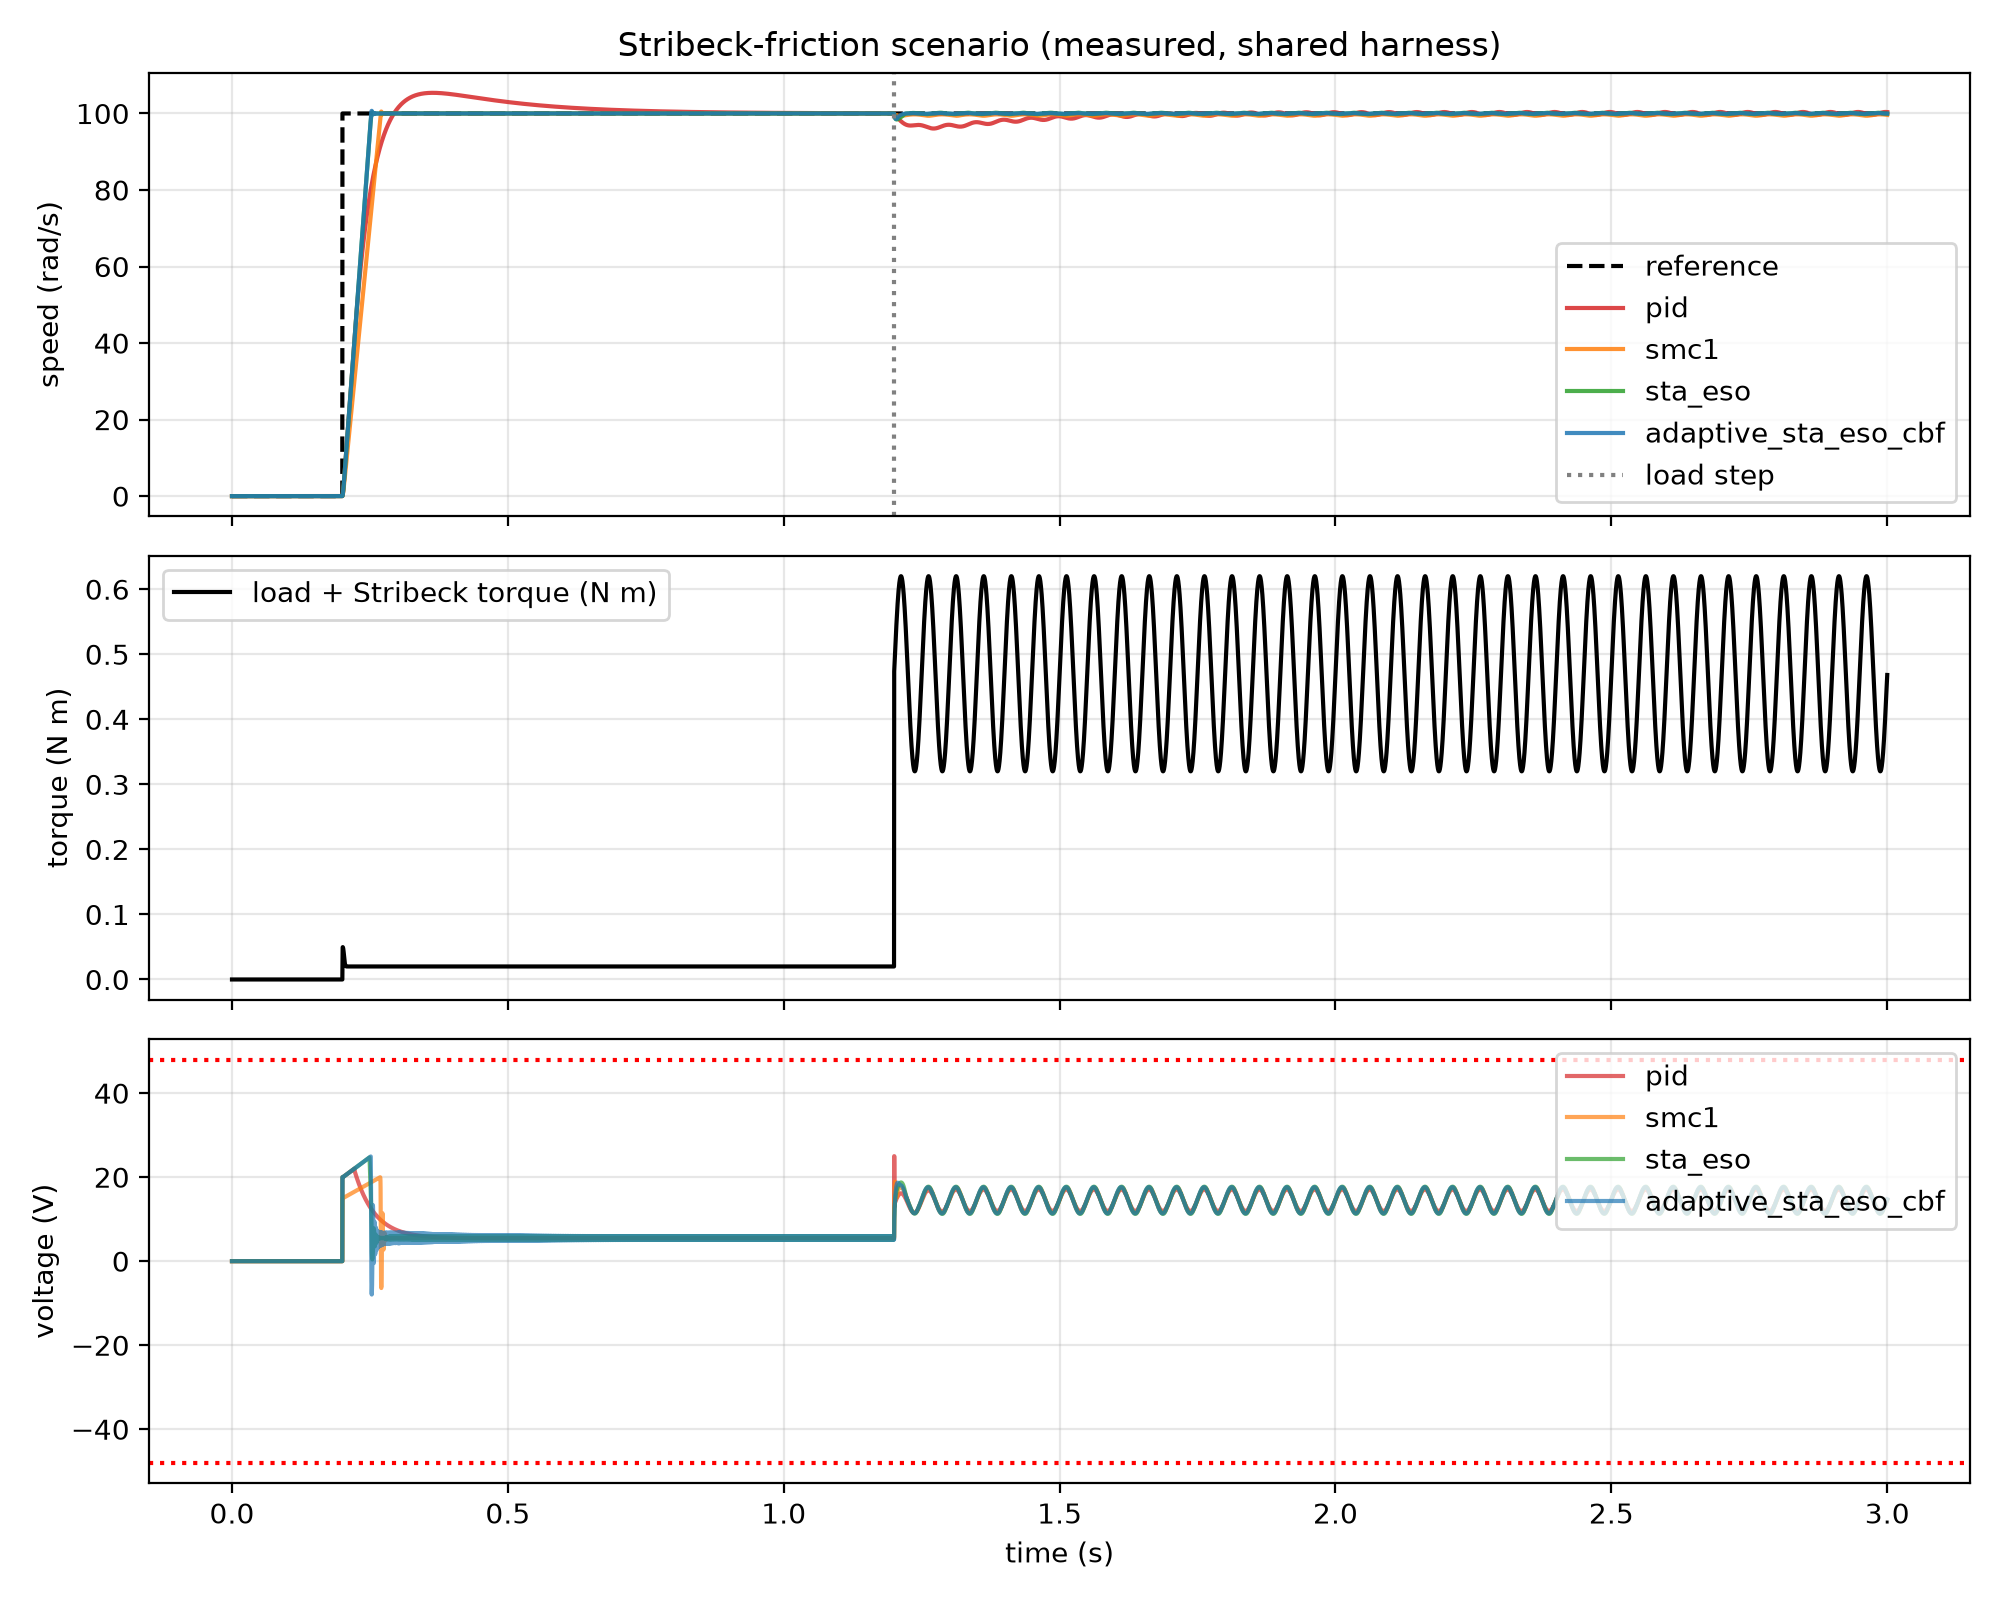 Stribeck-friction scenario (measured, shared harness)
speed (rad/s)
100
80
60
40
20
0
reference
pid
smc1
sta_eso
adaptive_sta_eso_cbf
load step
torque (N m)
0.6
0.5
0.4
0.3
0.2
0.1
0.0
load + Stribeck torque (N m)
voltage (V)
40
20
0
−20
−40
pid
smc1
sta_eso
adaptive_sta_eso_cbf
0.0 0.5 1.0 1.5 2.0 2.5 3.0
time (s)